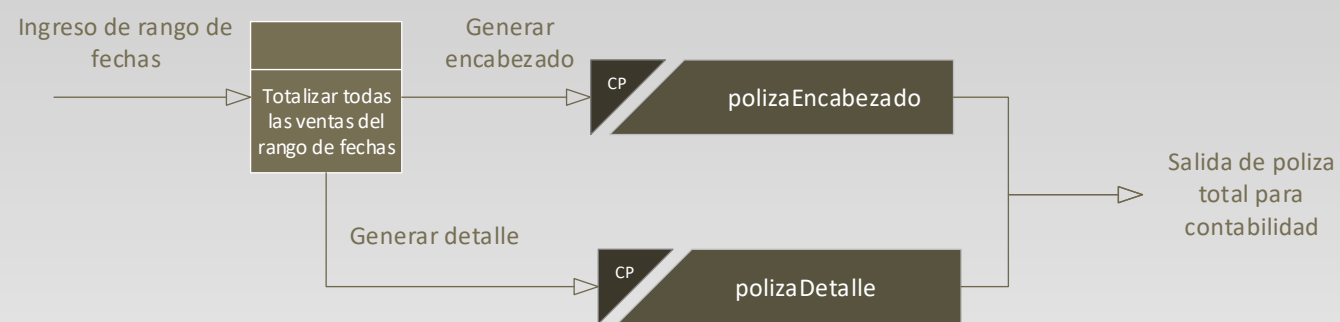 Ingreso de rango de
fechas
Generar
encabezado
Totalizar todas
las ventas del
rango de fechas
CP
polizaEncabezado
Salida de poliza
total para
contabilidad
Generar detalle
CP
polizaDetalle